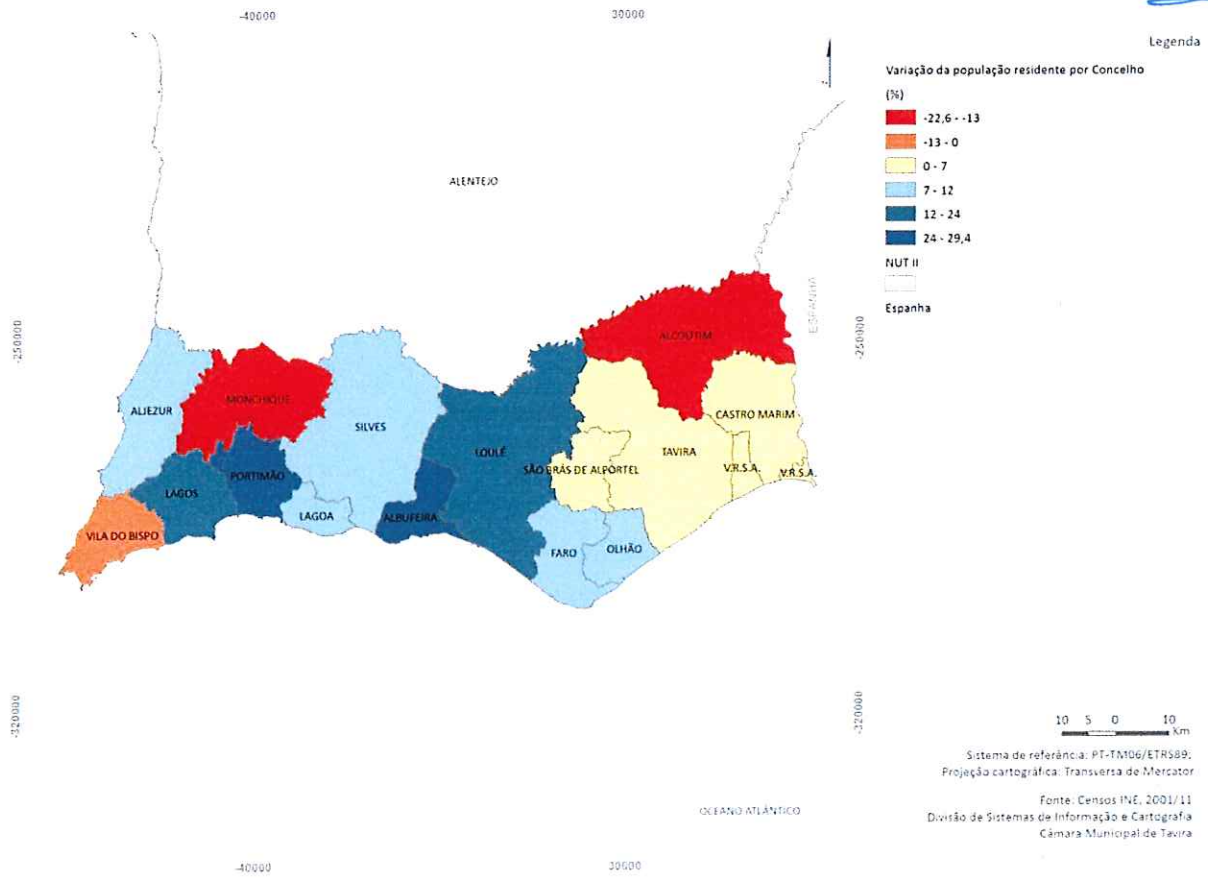 -40000
30000
Legenda
Variação da população residente por Concelho
(%)
-22,6 - -13
-13 - 0
0 - 7
7 - 12
12 - 24
24 - 29,4
NUT II
Espanha
ALENTEJO
ESPANHA
-250000
-250000
ALCOUTIM
MONCHIQUE
ALJEZUR
CASTRO MARIM
SILVES
LOULÉ
TAVIRA
SÃO BRÁS DE ALPORTEL
V.R.S.A.
V.R.S.A.
PORTIMÃO
LAGOS
LAGOA
ALBUFEIRA
VILA DO BISPO
FARO
OLHÃO
-320000
-320000
10 5 0 10
Km
Sistema de referência: PT-TM06/ETRS89;
Projeção cartográfica: Transversa de Mercator
OCEANO ATLÂNTICO
Fonte: Censos INE, 2001/11
Divisão de Sistemas de Informação e Cartografia
Câmara Municipal de Tavira
-40000
30000